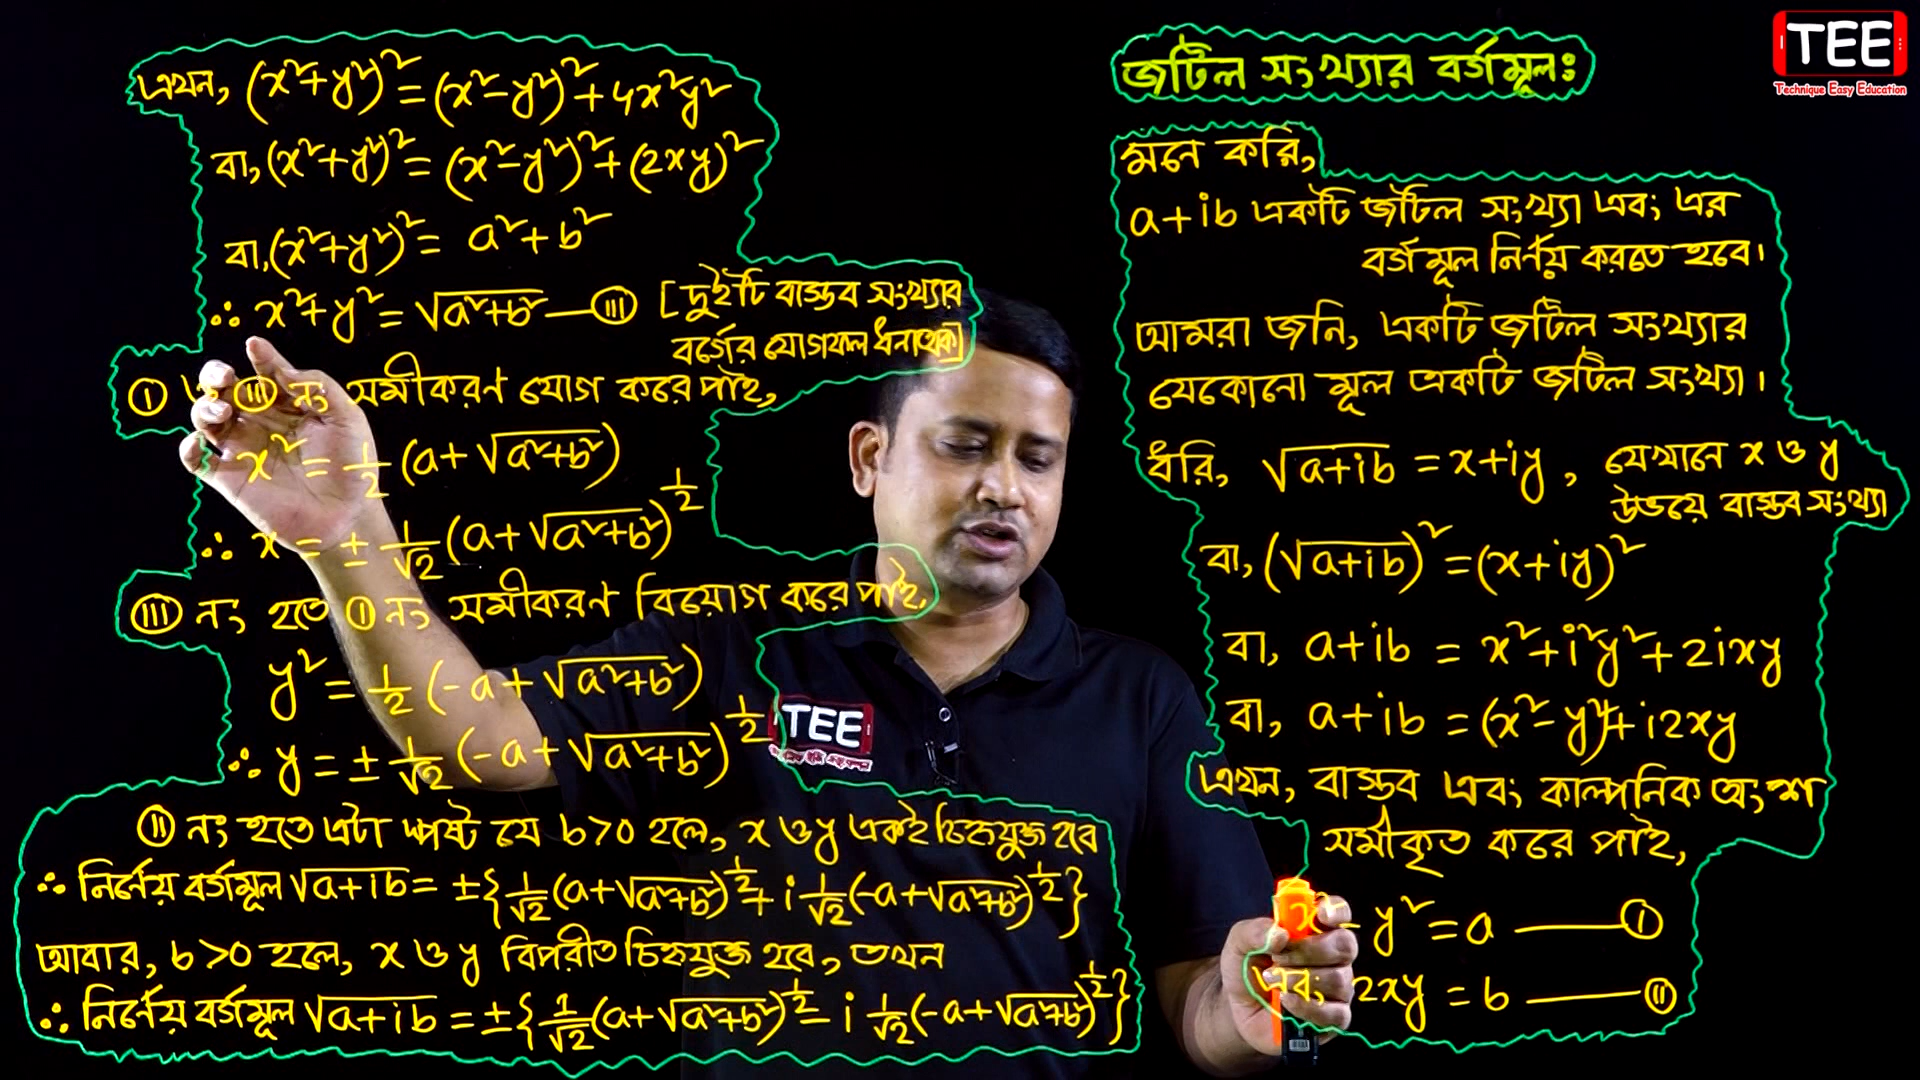 জটিল সংখ্যার বর্গমূলঃ
মনে করি,
a+ib একটি জটিল সংখ্যা এবং এর
বর্গমূল নির্ণয় করতে হবে।
আমরা জনি, একটি জটিল সংখ্যার
যেকোনো মূল একটি জটিল সংখ্যা।
ধরি, √(a+ib) = x+iy , যেখানে x ও y
উভয়ে বাস্তব সংখ্যা
বা, (√(a+ib))² = (x+iy)²
বা, a+ib = x²+i²y²+2ixy
বা, a+ib = (x²-y²)+i2xy
এখন, বাস্তব এবং কাল্পনিক অংশ
সমীকৃত করে পাই,
x²-y² = a — (I)
এবং 2xy = b — (II)
এখন, (x²+y²)² = (x²-y²)²+4x²y²
বা, (x²+y²)² = (x²-y²)²+(2xy)²
বা, (x²+y²)² = a²+b²
∴ x²+y² = √(a²+b²) — (III) [দুইটি বাস্তব সংখ্যার
বর্গের যোগফল ধনাত্মক]
(I) ও (III) নং সমীকরণ যোগ করে পাই,
x² = 1/2 (a+√(a²+b²))
∴ x = ± 1/√2 (a+√(a²+b²))^1/2
(III) নং হতে (I) নং সমীকরণ বিয়োগ করে পাই,
y² = 1/2 (-a+√(a²+b²))
∴ y = ± 1/√2 (-a+√(a²+b²))^1/2
(II) নং হতে এটা স্পষ্ট যে b>0 হলে, x ও y একই চিহ্নযুক্ত হবে
∴ নির্ণেয় বর্গমূল √(a+ib) = ±{1/√2 (a+√(a²+b²))^1/2 + i 1/√2 (-a+√(a²+b²))^1/2}
আবার, b>0 হলে, x ও y বিপরীত চিহ্নযুক্ত হবে, তখন
∴ নির্ণেয় বর্গমূল √(a+ib) = ±{1/√2 (a+√(a²+b²))^1/2 - i 1/√2 (-a+√(a²+b²))^1/2}
TEE
Technique Easy Education
TEE